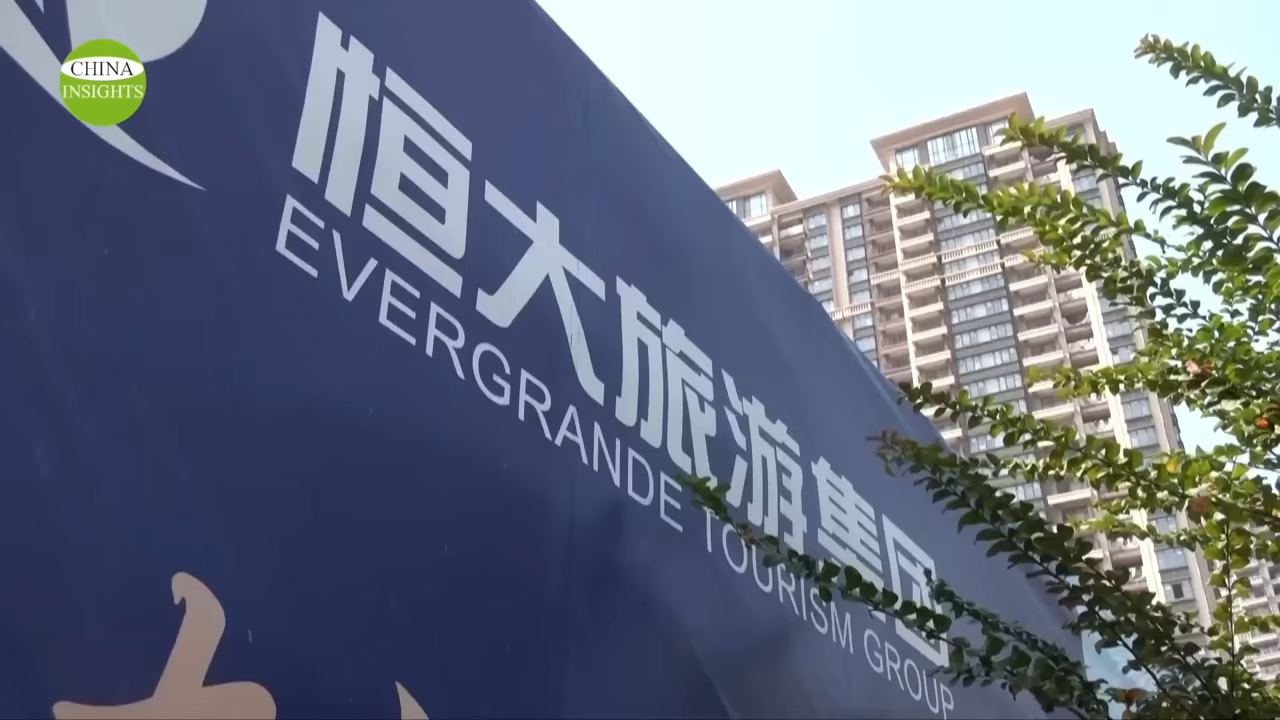 CHINA
INSIGHTS
恒大旅游集团
EVERGRANDE TOURISM GROUP